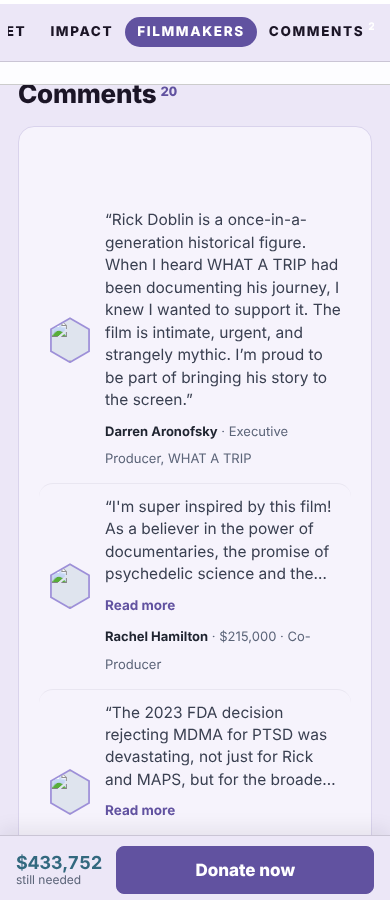 ET IMPACT FILMMAKERS COMMENTS 2
Comments 20
“Rick Doblin is a once-in-a-
generation historical figure.
When I heard WHAT A TRIP had
been documenting his journey, I
knew I wanted to support it. The
film is intimate, urgent, and
strangely mythic. I’m proud to
be part of bringing his story to
the screen.”
Darren Aronofsky · Executive
Producer, WHAT A TRIP
“I'm super inspired by this film!
As a believer in the power of
documentaries, the promise of
psychedelic science and the...
Read more
Rachel Hamilton · $215,000 · Co-
Producer
“The 2023 FDA decision
rejecting MDMA for PTSD was
devastating, not just for Rick
and MAPS, but for the broade...
Read more
$433,752
still needed
Donate now